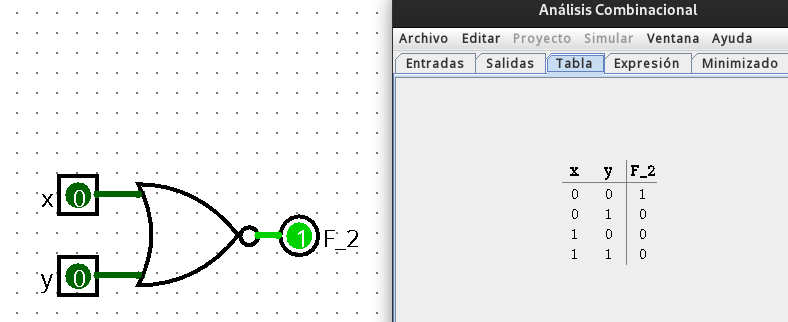 Análisis Combinacional
Archivo Editar Proyecto Simular Ventana Ayuda
Entradas Salidas Tabla Expresión Minimizado
x y F_2
0 0 1
0 1 0
1 0 0
1 1 0
x 0
1 F_2
y 0